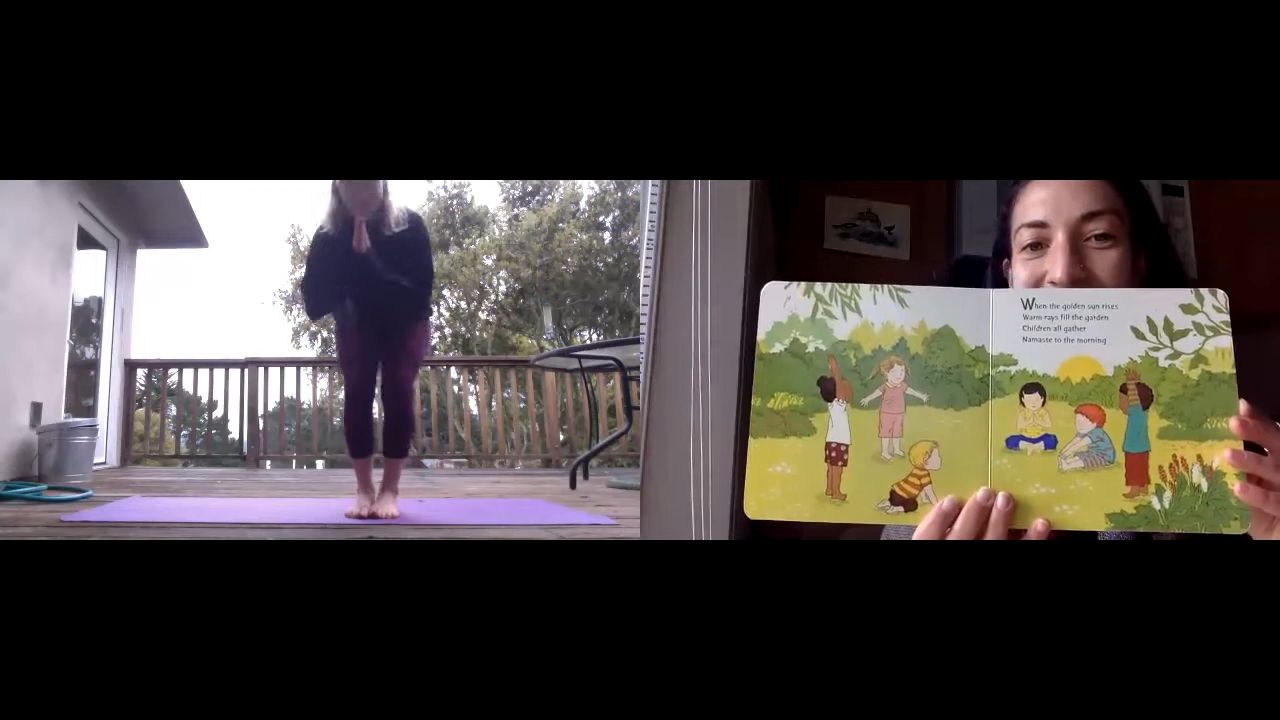 When the golden sun rises
Warm rays fill the garden
Children all gather
Namaste to the morning